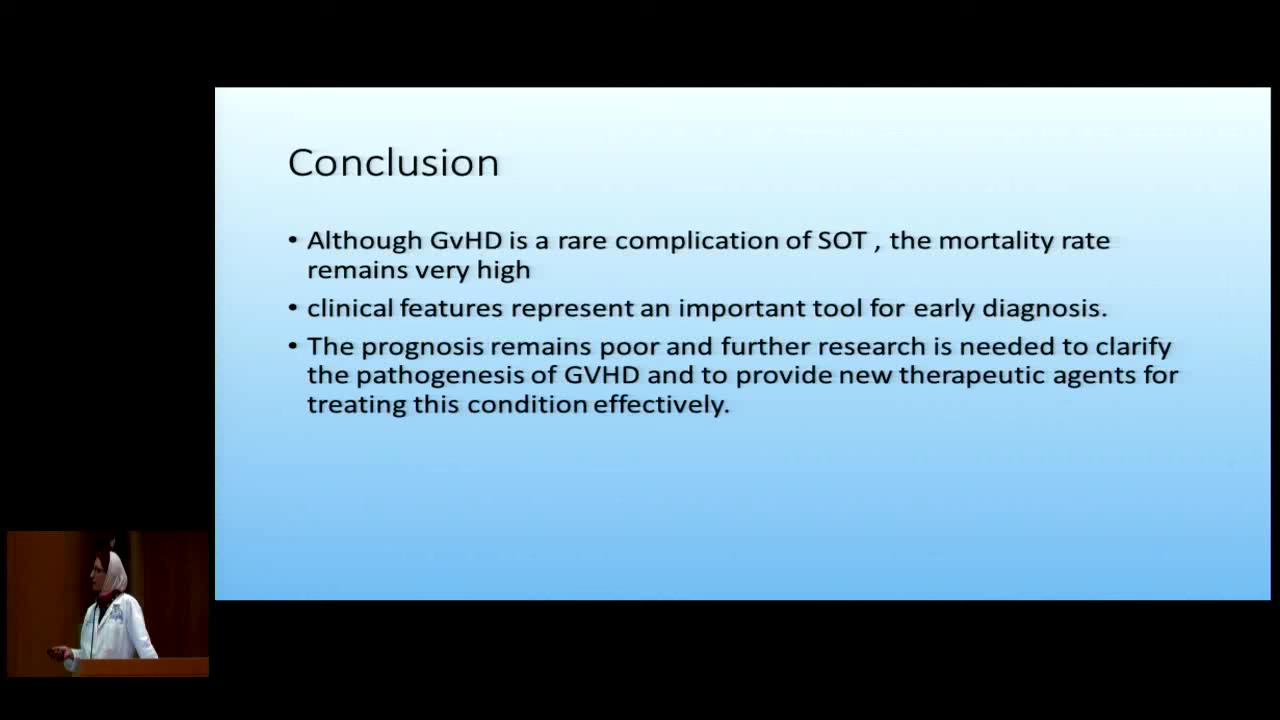 Conclusion
• Although GvHD is a rare complication of SOT , the mortality rate
remains very high
• clinical features represent an important tool for early diagnosis.
• The prognosis remains poor and further research is needed to clarify
the pathogenesis of GVHD and to provide new therapeutic agents for
treating this condition effectively.